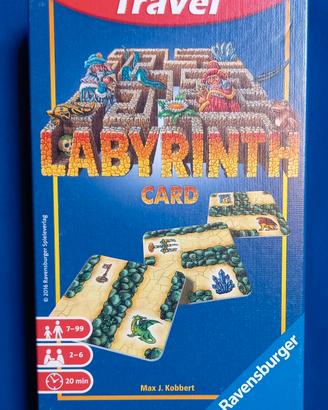 Travel
LABYRINTH
CARD
© 2016 Ravensburger Spieleverlag
7–99
2–6
20 min
Max J. Kobbert
Ravensburger